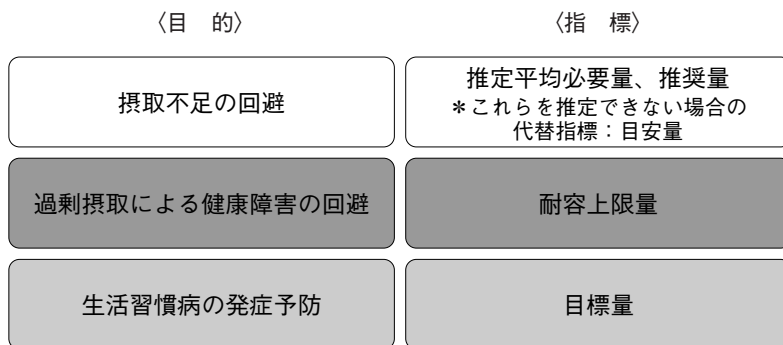 〈目　的〉
〈指　標〉
摂取不足の回避
推定平均必要量、推奨量
＊これらを推定できない場合の
代替指標：目安量
過剰摂取による健康障害の回避
耐容上限量
生活習慣病の発症予防
目標量